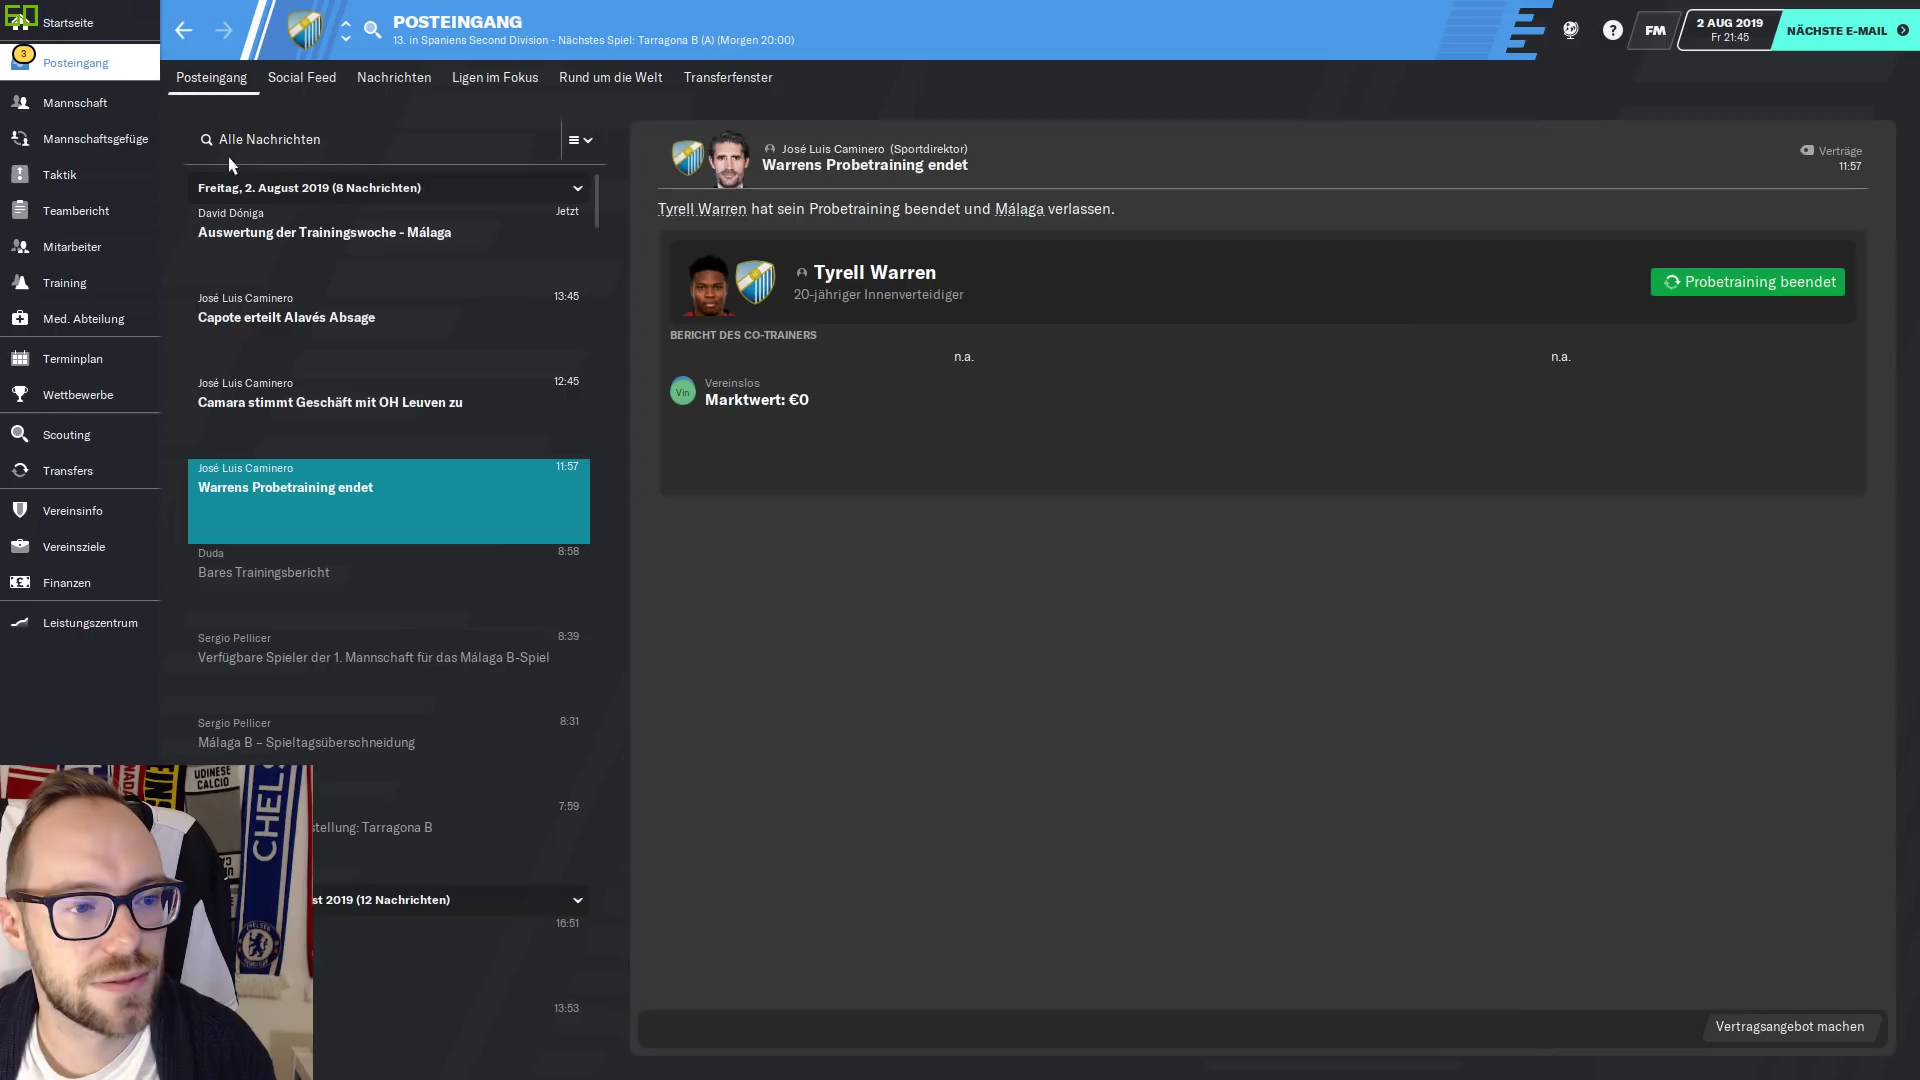 60
Startseite
3
Posteingang
Mannschaft
Mannschaftsgefüge
Taktik
Teambericht
Mitarbeiter
Training
Med. Abteilung
Terminplan
Wettbewerbe
Scouting
Transfers
Vereinsinfo
Vereinsziele
Finanzen
Leistungszentrum
POSTEINGANG
13. in Spaniens Second Division - Nächstes Spiel: Tarragona B (A) (Morgen 20:00)
?
FM
2 AUG 2019
Fr 21:45
NÄCHSTE E-MAIL
Posteingang
Social Feed
Nachrichten
Ligen im Fokus
Rund um die Welt
Transferfenster
Alle Nachrichten
Freitag, 2. August 2019 (8 Nachrichten)
David Dóniga
Jetzt
Auswertung der Trainingswoche - Málaga
José Luis Caminero
13:45
Capote erteilt Alavés Absage
José Luis Caminero
12:45
Camara stimmt Geschäft mit OH Leuven zu
José Luis Caminero
11:57
Warrens Probetraining endet
Duda
8:58
Bares Trainingsbericht
Sergio Pellicer
8:39
Verfügbare Spieler der 1. Mannschaft für das Málaga B-Spiel
Sergio Pellicer
8:31
Málaga B – Spieltagsüberschneidung
7:59
stellung: Tarragona B
st 2019 (12 Nachrichten)
16:51
13:53
José Luis Caminero (Sportdirektor)
Warrens Probetraining endet
Verträge
11:57
Tyrell Warren hat sein Probetraining beendet und Málaga verlassen.
Tyrell Warren
20-jähriger Innenverteidiger
Probetraining beendet
BERICHT DES CO-TRAINERS
n.a.
n.a.
Vin
Vereinslos
Marktwert: €0
Vertragsangebot machen
UDINESE
CALCIO
CHELS